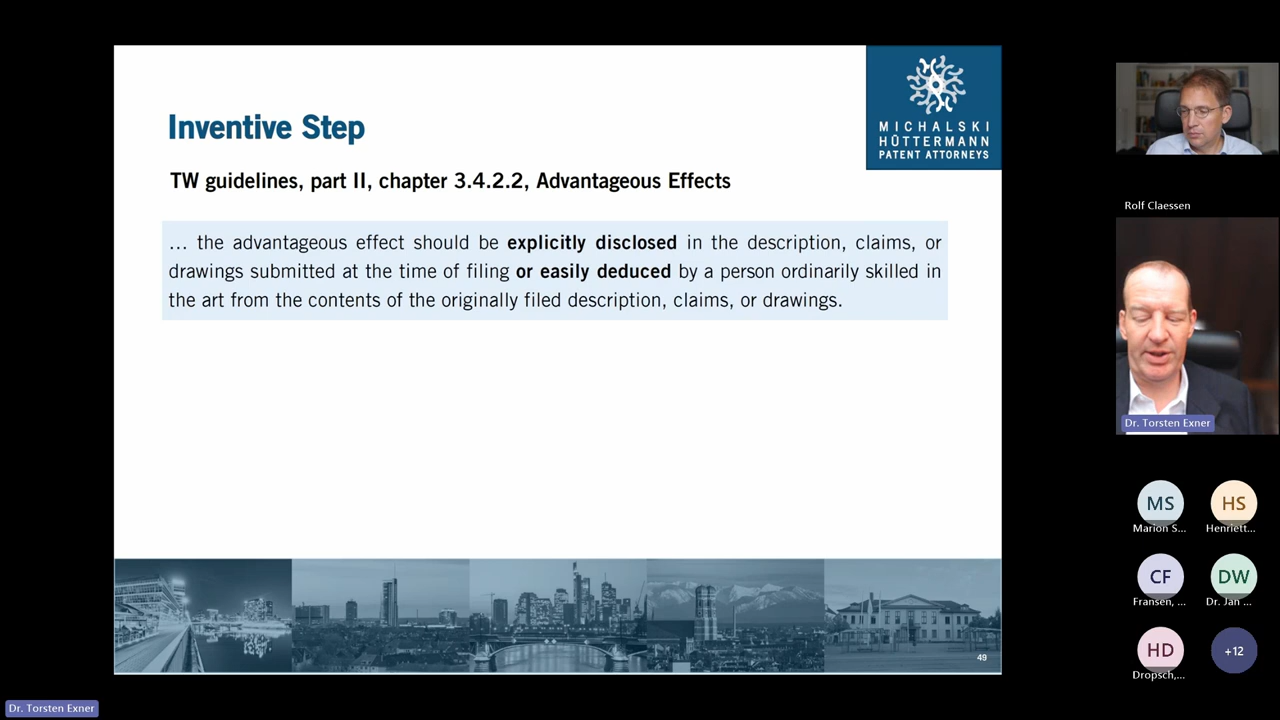 MICHALSKI
HÜTTERMANN
PATENT ATTORNEYS
Inventive Step
TW guidelines, part II, chapter 3.4.2.2, Advantageous Effects
… the advantageous effect should be explicitly disclosed in the description, claims, or
drawings submitted at the time of filing or easily deduced by a person ordinarily skilled in
the art from the contents of the originally filed description, claims, or drawings.
49
Rolf Claessen
Dr. Torsten Exner
MS
Marion S...
HS
Henriett...
CF
Fransen, ...
DW
Dr. Jan ...
HD
Dropsch,...
+12
Dr. Torsten Exner